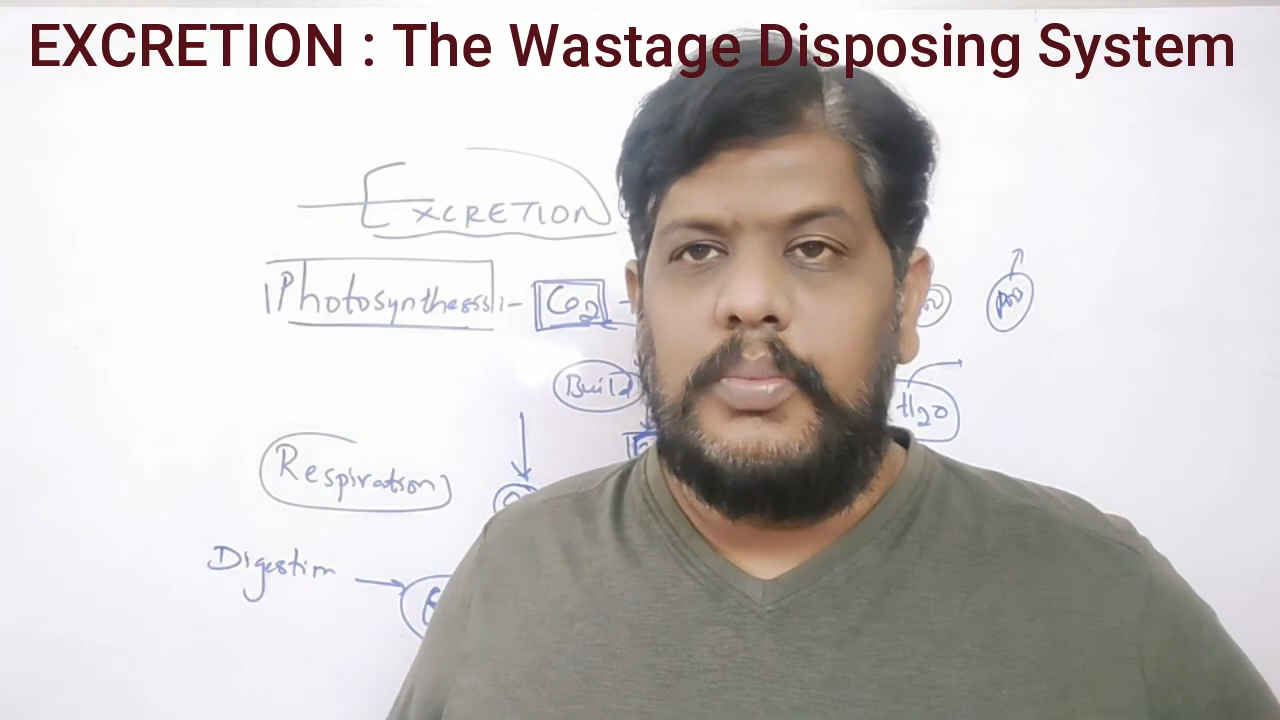 EXCRETION : The Wastage Disposing System
EXCRETION
Photosynthesis :- CO2
Build
H2O
Respiration
Digestion